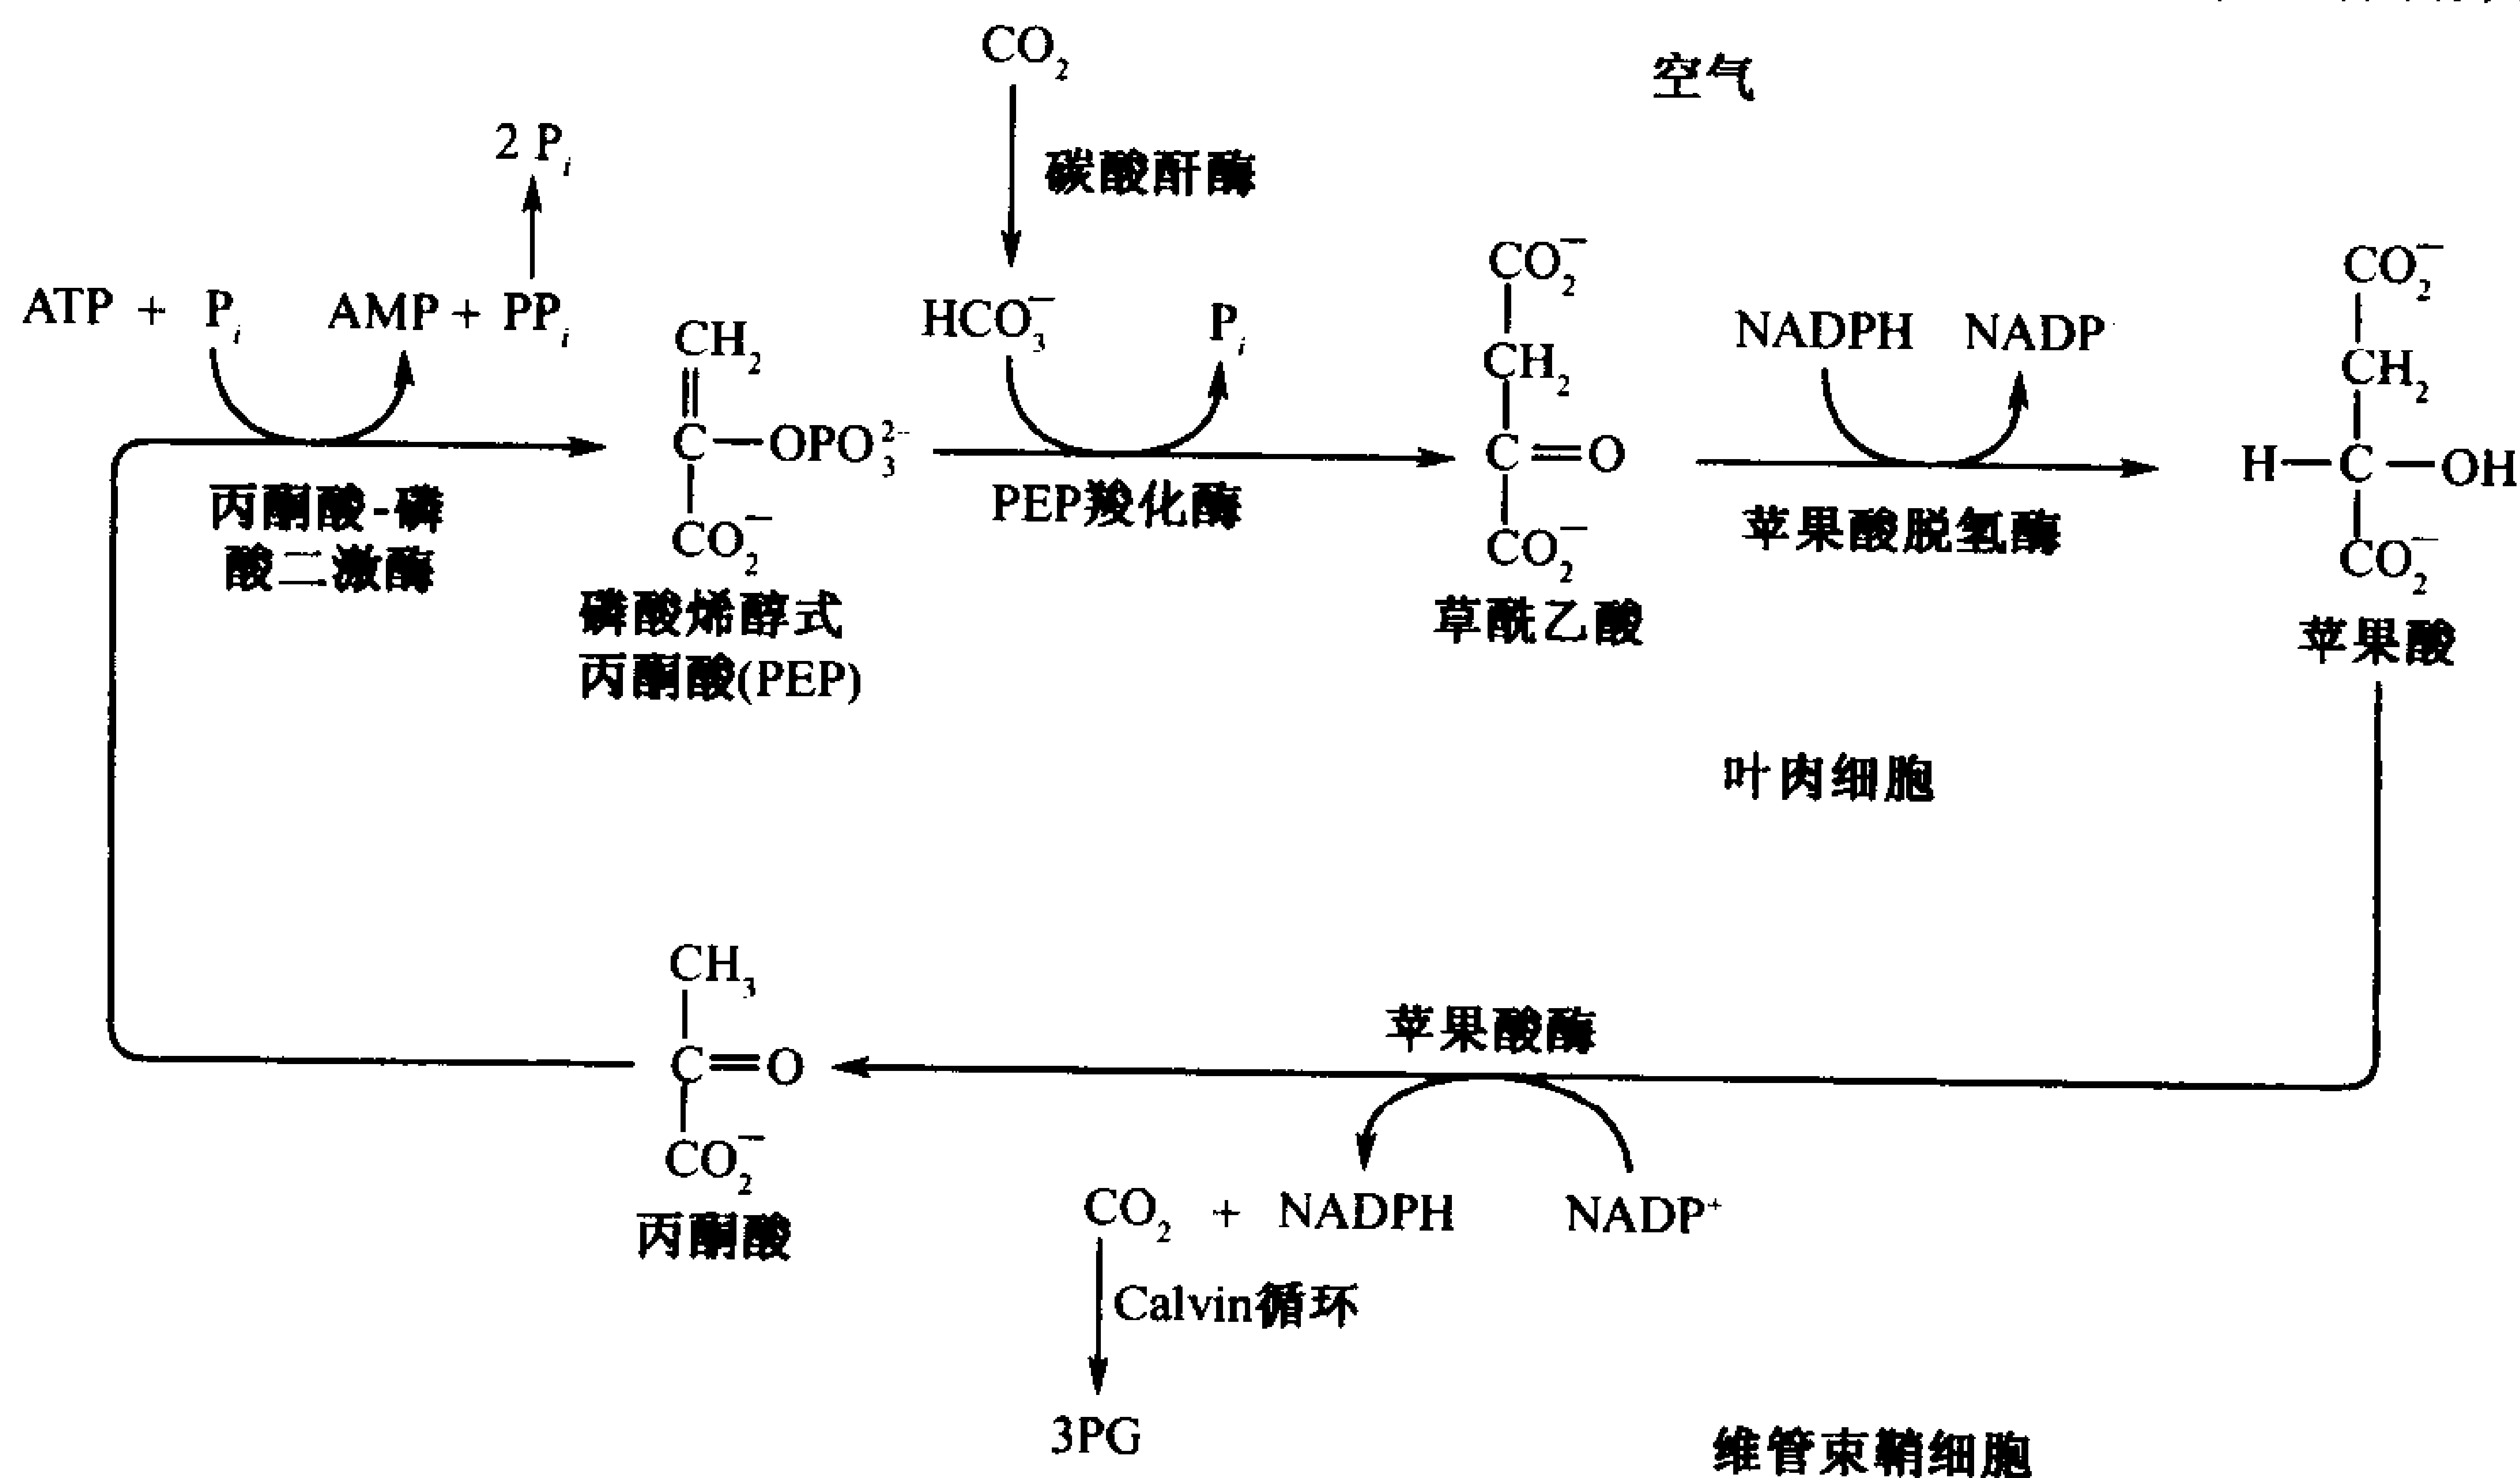 CO₂
空气
2 Pᵢ
碳酸酐酶
ATP + Pᵢ
AMP + PPᵢ
HCO₃⁻
Pᵢ
NADPH
NADP
CH₂
C—OPO₃²⁻
CO₂⁻
CO₂⁻
CH₂
C=O
CO₂⁻
CO₂⁻
CH₂
H—C—OH
CO₂⁻
丙酮酸-磷
酸二激酶
PEP羧化酶
苹果酸脱氢酶
磷酸烯醇式
丙酮酸(PEP)
草酰乙酸
苹果酸
叶肉细胞
CH₃
C=O
CO₂⁻
丙酮酸
苹果酸酶
CO₂ + NADPH
NADP⁺
Calvin循环
3PG
维管束鞘细胞